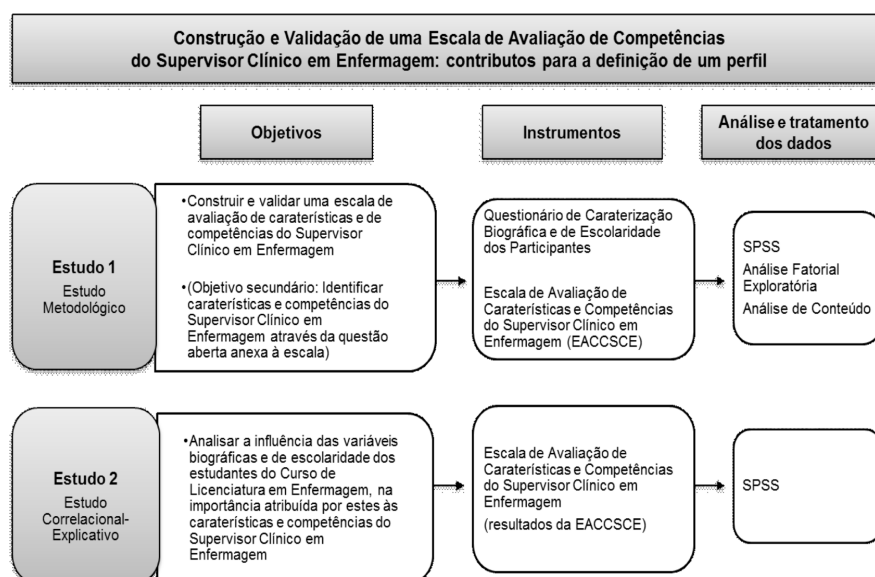 Construção e Validação de uma Escala de Avaliação de Competências
do Supervisor Clínico em Enfermagem: contributos para a definição de um perfil
Objetivos
Instrumentos
Análise e tratamento
dos dados
Estudo 1
Estudo
Metodológico
•Construir e validar uma escala de
avaliação de caraterísticas e de
competências do Supervisor
Clínico em Enfermagem
•(Objetivo secundário: Identificar
caraterísticas e competências do
Supervisor Clínico em
Enfermagem através da questão
aberta anexa à escala)
Questionário de Caraterização
Biográfica e de Escolaridade
dos Participantes
Escala de Avaliação de
Caraterísticas e Competências
do Supervisor Clínico em
Enfermagem (EACCSCE)
SPSS
Análise Fatorial
Exploratória
Análise de Conteúdo
Estudo 2
Estudo
Correlacional-
Explicativo
•Analisar a influência das variáveis
biográficas e de escolaridade dos
estudantes do Curso de
Licenciatura em Enfermagem, na
importância atribuída por estes às
caraterísticas e competências do
Supervisor Clínico em
Enfermagem
Escala de Avaliação de
Caraterísticas e Competências
do Supervisor Clínico em
Enfermagem
(resultados da EACCSCE)
SPSS